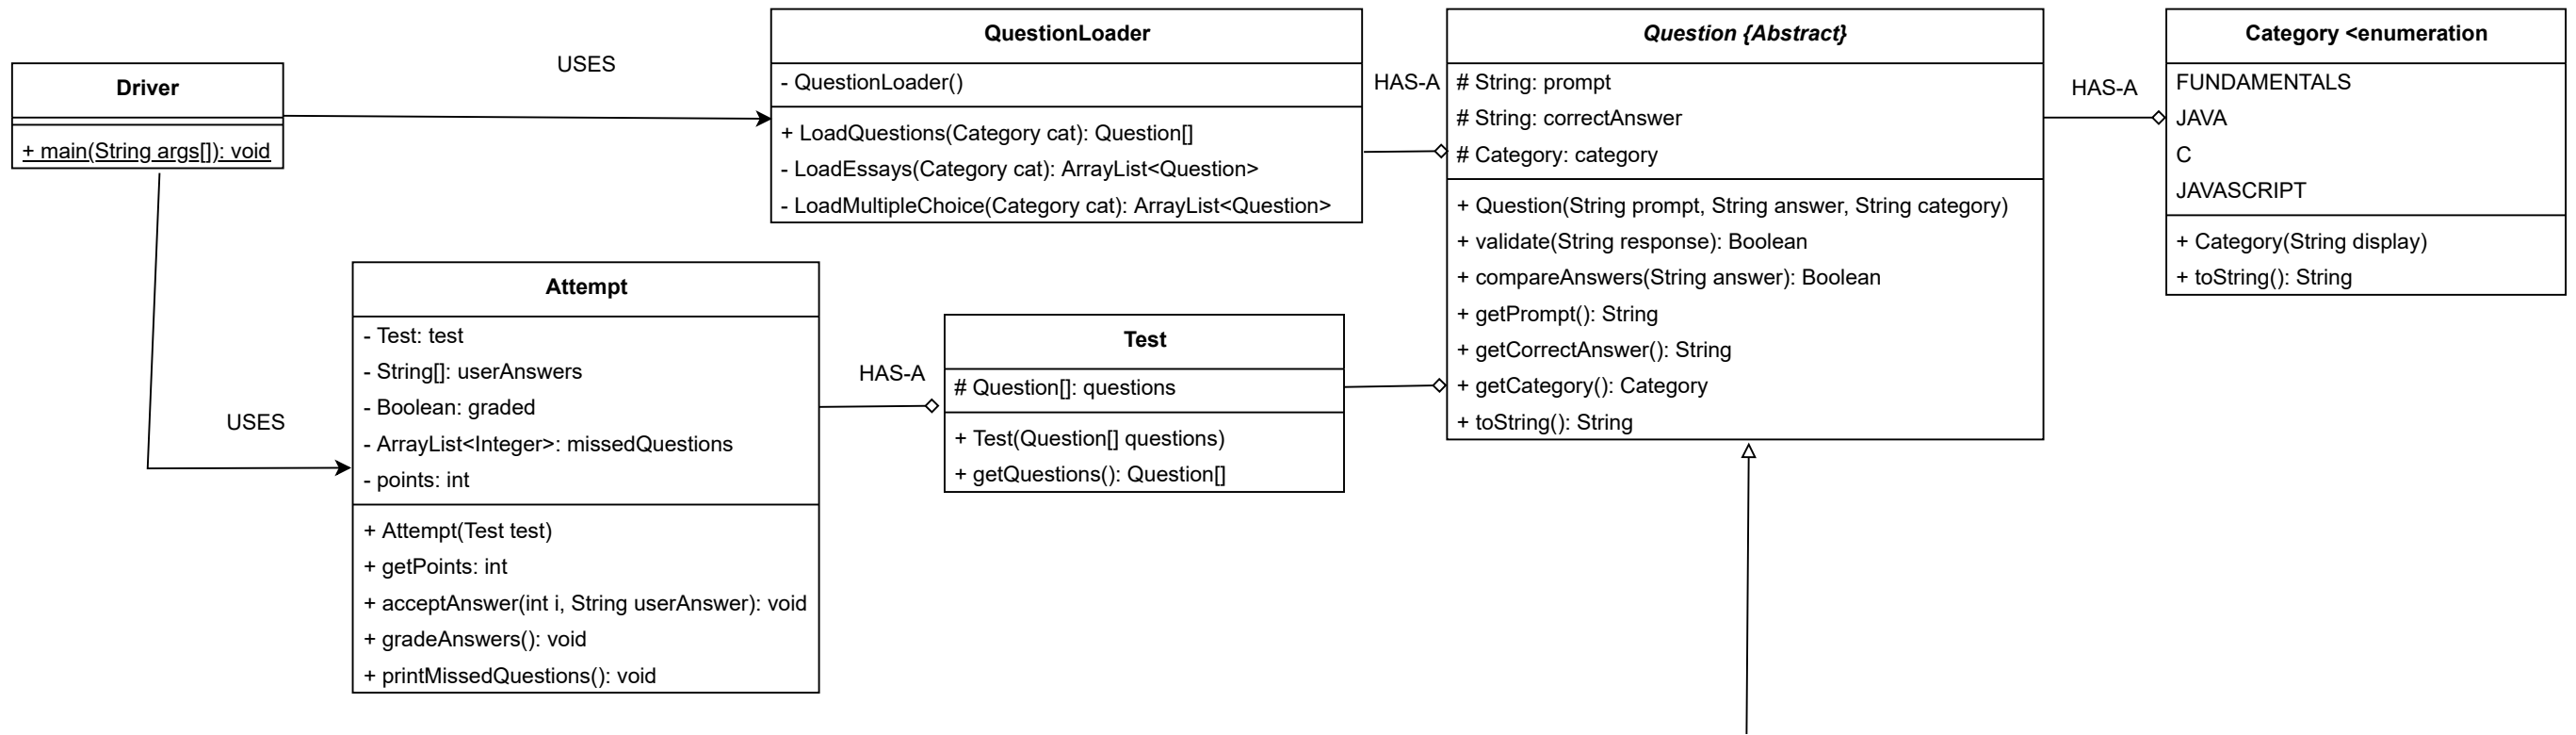 Driver
+ main(String args[]): void
USES
QuestionLoader
- QuestionLoader()
+ LoadQuestions(Category cat): Question[]
- LoadEssays(Category cat): ArrayList<Question>
- LoadMultipleChoice(Category cat): ArrayList<Question>
HAS-A
Question {Abstract}
# String: prompt
# String: correctAnswer
# Category: category
+ Question(String prompt, String answer, String category)
+ validate(String response): Boolean
+ compareAnswers(String answer): Boolean
+ getPrompt(): String
+ getCorrectAnswer(): String
+ getCategory(): Category
+ toString(): String
HAS-A
Category <enumeration
FUNDAMENTALS
JAVA
C
JAVASCRIPT
+ Category(String display)
+ toString(): String
USES
Attempt
- Test: test
- String[]: userAnswers
- Boolean: graded
- ArrayList<Integer>: missedQuestions
- points: int
+ Attempt(Test test)
+ getPoints: int
+ acceptAnswer(int i, String userAnswer): void
+ gradeAnswers(): void
+ printMissedQuestions(): void
HAS-A
Test
# Question[]: questions
+ Test(Question[] questions)
+ getQuestions(): Question[]